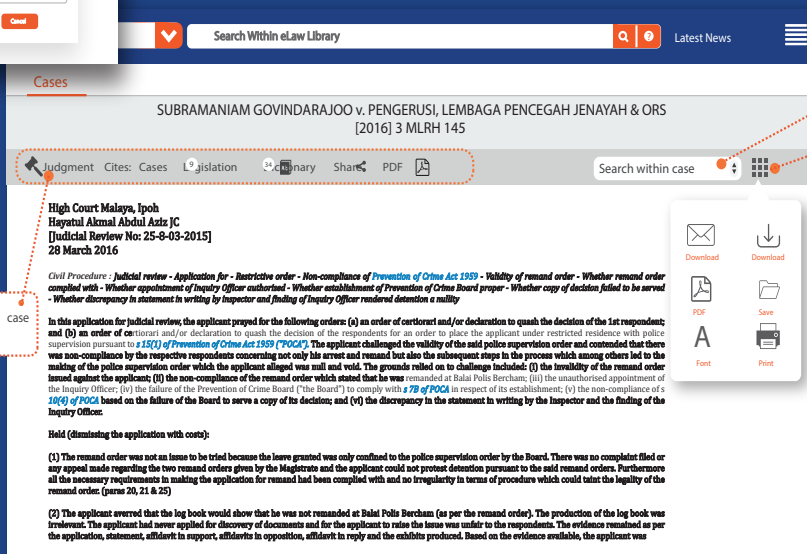 Cancel
Search Within eLaw Library
Latest News
Cases
SUBRAMANIAM GOVINDARAJOO v. PENGERUSI, LEMBAGA PENCEGAH JENAYAH & ORS
[2016] 3 MLRH 145
Judgment Cites: Cases 9 Legislation 34 Dictionary Share PDF
Search within case
High Court Malaya, Ipoh
Hayatul Akmal Abdul Aziz JC
[Judicial Review No: 25-8-03-2015]
28 March 2016
Download Download
PDF Save
A
Font Print
case
Civil Procedure : Judicial review - Application for - Restrictive order - Non-compliance of Prevention of Crime Act 1959 - Validity of remand order - Whether remand order
complied with - Whether appointment of Inquiry Officer authorised - Whether establishment of Prevention of Crime Board proper - Whether copy of decision failed to be served
- Whether discrepancy in statement in writing by inspector and finding of Inquiry Officer rendered detention a nullity
In this application for judicial review, the applicant prayed for the following orders: (a) an order of certiorari and/or declaration to quash the decision of the 1st respondent;
and (b) an order of certiorari and/or declaration to quash the decision of the respondents for an order to place the applicant under restricted residence with police
supervision pursuant to s 15(1) of Prevention of Crime Act 1959 ("POCA"). The applicant challenged the validity of the said police supervision order and contended that there
was non-compliance by the respective respondents concerning not only his arrest and remand but also the subsequent steps in the process which among others led to the
making of the police supervision order which the applicant alleged was null and void. The grounds relied on to challenge included: (i) the invalidity of the remand order
issued against the applicant; (ii) the non-compliance of the remand order which stated that he was remanded at Balai Polis Bercham; (iii) the unauthorised appointment of
the Inquiry Officer; (iv) the failure of the Prevention of Crime Board ("the Board") to comply with s 7B of POCA in respect of its establishment; (v) the non-compliance of s
10(4) of POCA based on the failure of the Board to serve a copy of its decision; and (vi) the discrepancy in the statement in writing by the Inspector and the finding of the
Inquiry Officer.
Held (dismissing the application with costs):
(1) The remand order was not an issue to be tried because the leave granted was only confined to the police supervision order by the Board. There was no complaint filed or
any appeal made regarding the two remand orders given by the Magistrate and the applicant could not protest detention pursuant to the said remand orders. Furthermore
all the necessary requirements in making the application for remand had been complied with and no irregularity in terms of procedure which could taint the legality of the
remand order. (paras 20, 21 & 25)
(2) The applicant averred that the log book would show that he was not remanded at Balai Polis Bercham (as per the remand order). The production of the log book was
irrelevant. The applicant had never applied for discovery of documents and for the applicant to raise the issue was unfair to the respondents. The evidence remained as per
the application, statement, affidavit in support, affidavits in opposition, affidavit in reply and the exhibits produced. Based on the evidence available, the applicant was